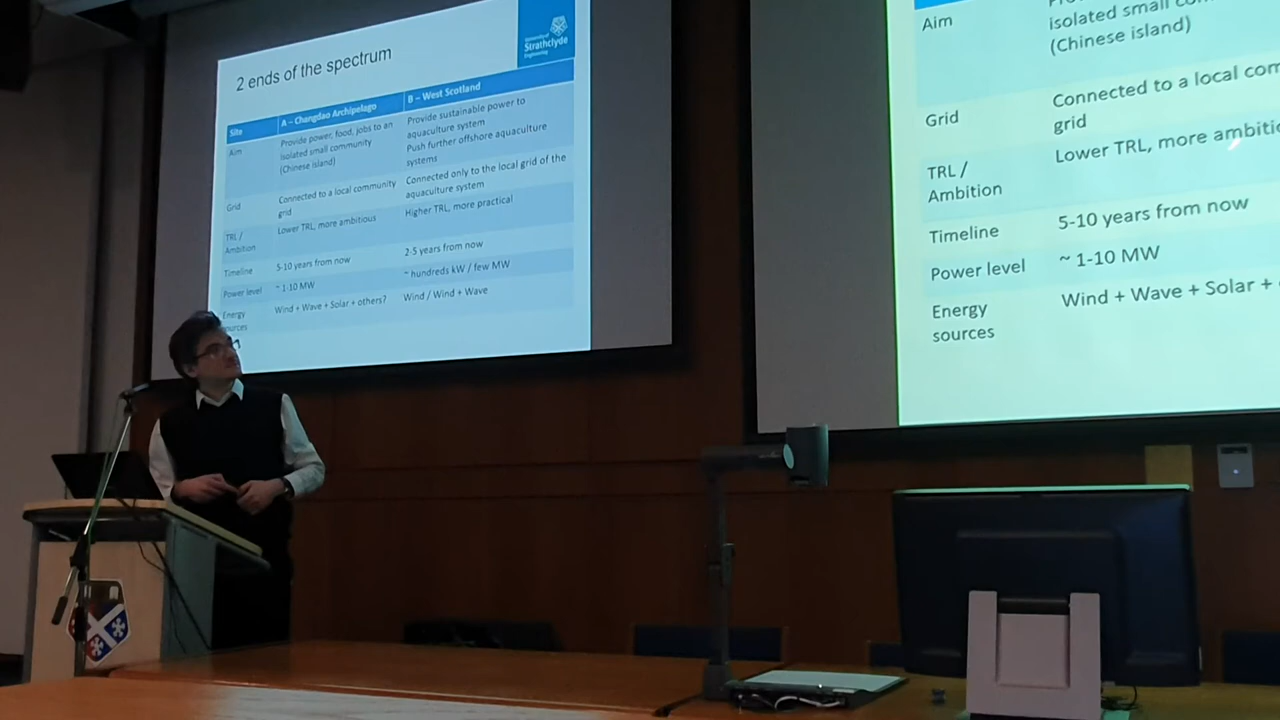 2 ends of the spectrum
University of
Strathclyde
Engineering
Site
A – Changdao Archipelago
B – West Scotland
Aim
Provide power, food, jobs to an
isolated small community
(Chinese island)
Provide sustainable power to
aquaculture system
Push further offshore aquaculture
systems
Grid
Connected to a local community
grid
Connected only to the local grid of the
aquaculture system
TRL /
Ambition
Lower TRL, more ambitious
Higher TRL, more practical
Timeline
5-10 years from now
2-5 years from now
Power level
~ 1-10 MW
~ hundreds kW / few MW
Energy
sources
Wind + Wave + Solar + others?
Wind / Wind + Wave
Aim
isolated small
(Chinese island)
Grid
Connected to a local com
grid
TRL /
Ambition
Lower TRL, more ambitio
Timeline
5-10 years from now
Power level
~ 1-10 MW
Energy
sources
Wind + Wave + Solar +